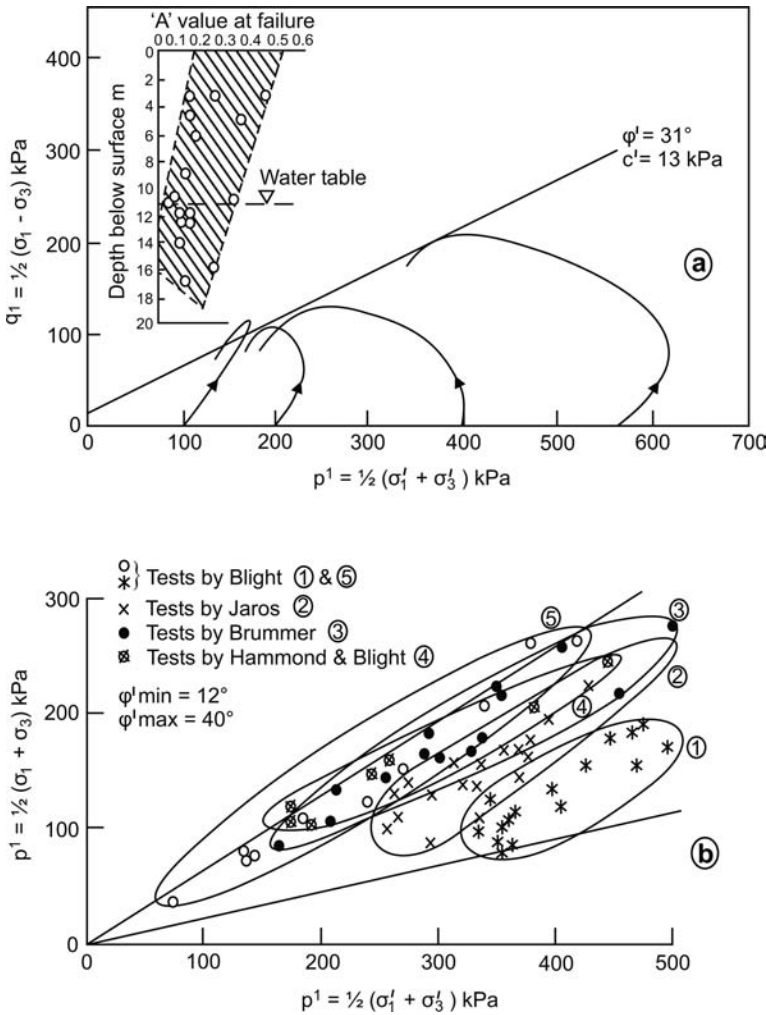 'A' value at failure
0 0.1 0.2 0.3 0.4 0.5 0.6
0
2
4
6
8
10
12
14
16
18
20
Depth below surface m
Water table
400
300
200
100
0
q¹ = ½ (σ₁ - σ₃) kPa
φ' = 31°
c' = 13 kPa
a
0 100 200 300 400 500 600 700
p¹ = ½ (σ₁' + σ₃') kPa
Tests by Blight ① & ⑤
Tests by Jaros ②
Tests by Brummer ③
Tests by Hammond & Blight ④
φ'min = 12°
φ'max = 40°
300
200
100
0
p¹ = ½ (σ₁ + σ₃) kPa
⑤
③
②
④
①
b
0 100 200 300 400 500
p¹ = ½ (σ₁' + σ₃') kPa